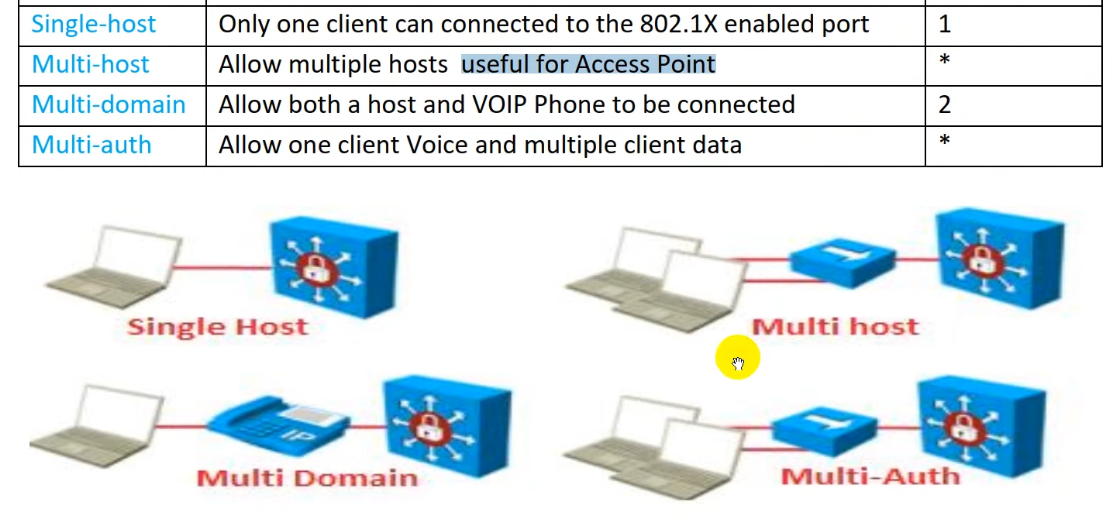 Single-host Only one client can connected to the 802.1X enabled port 1
Multi-host Allow multiple hosts useful for Access Point *
Multi-domain Allow both a host and VOIP Phone to be connected 2
Multi-auth Allow one client Voice and multiple client data *
Single Host
Multi host
IP
Multi Domain
Multi-Auth